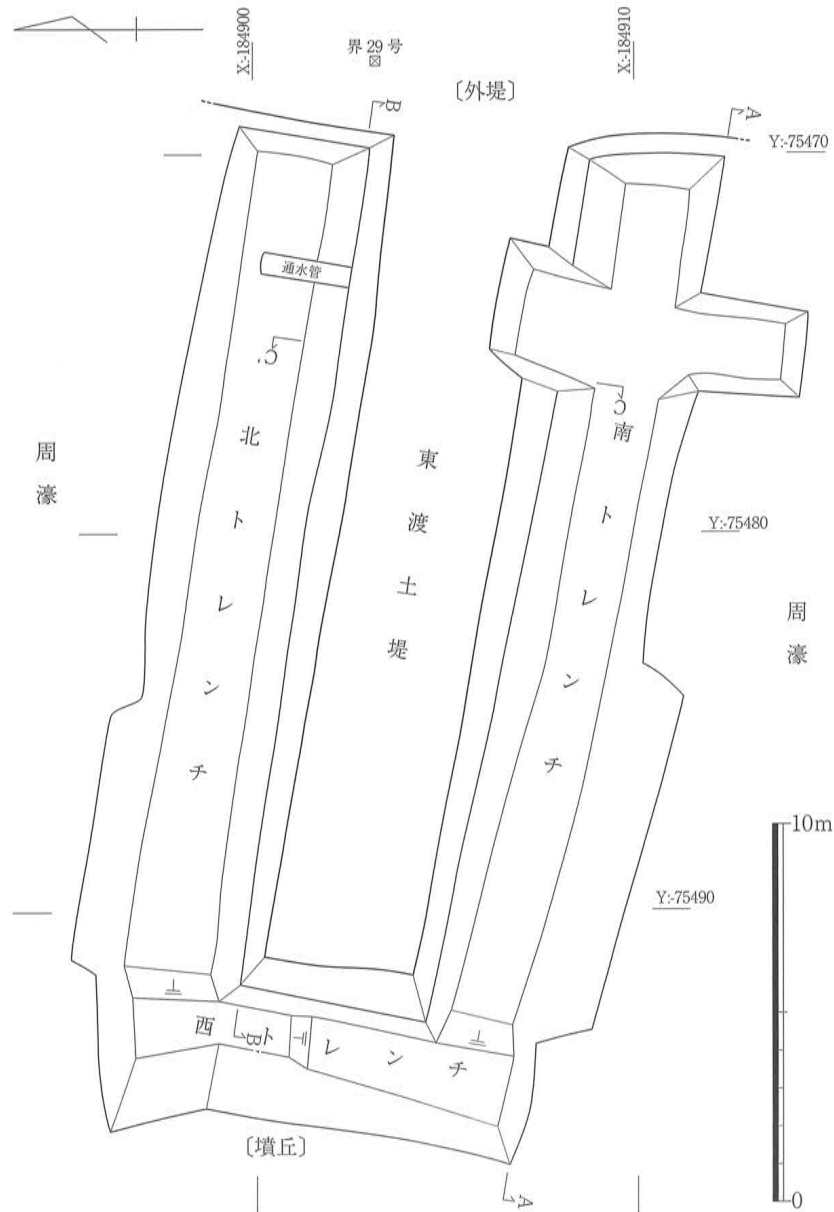 X:-184900
界 29 号
〔外堤〕
X:-184910
B
A
Y:-75470
通水管
C'
C
北トレンチ
東渡土堤
南トレンチ
周濠
周濠
Y:-75480
Y:-75490
10m
西トレンチ
B'
〔墳丘〕
A
0